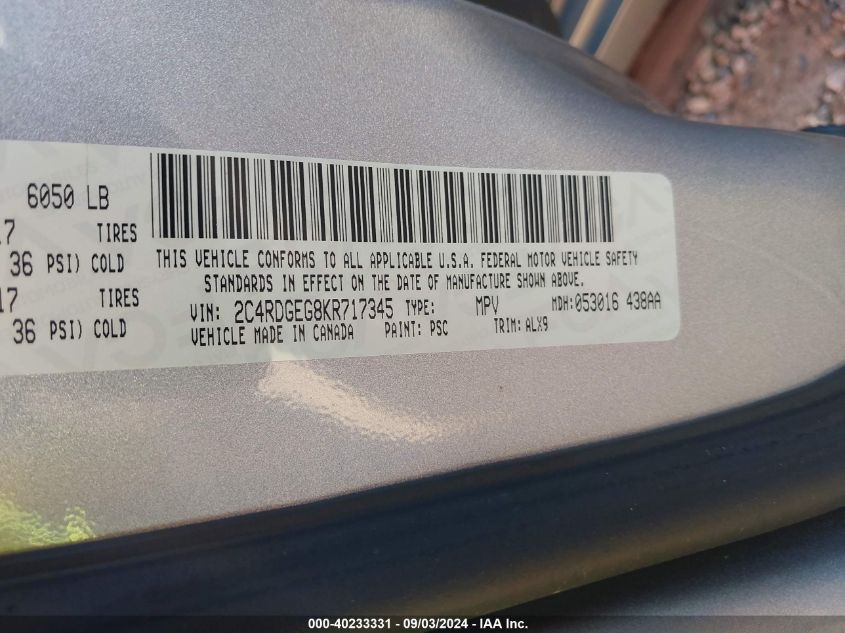 6050 LB
17 TIRES
36 PSI) COLD
17 TIRES
36 PSI) COLD
THIS VEHICLE CONFORMS TO ALL APPLICABLE U.S.A. FEDERAL MOTOR VEHICLE SAFETY
STANDARDS IN EFFECT ON THE DATE OF MANUFACTURE SHOWN ABOVE.
VIN: 2C4RDGEG8KR717345 TYPE: MPV MDH:053016 438AA
VEHICLE MADE IN CANADA PAINT: PSC TRIM: ALX9
000-40233331 - 09/03/2024 - IAA Inc.